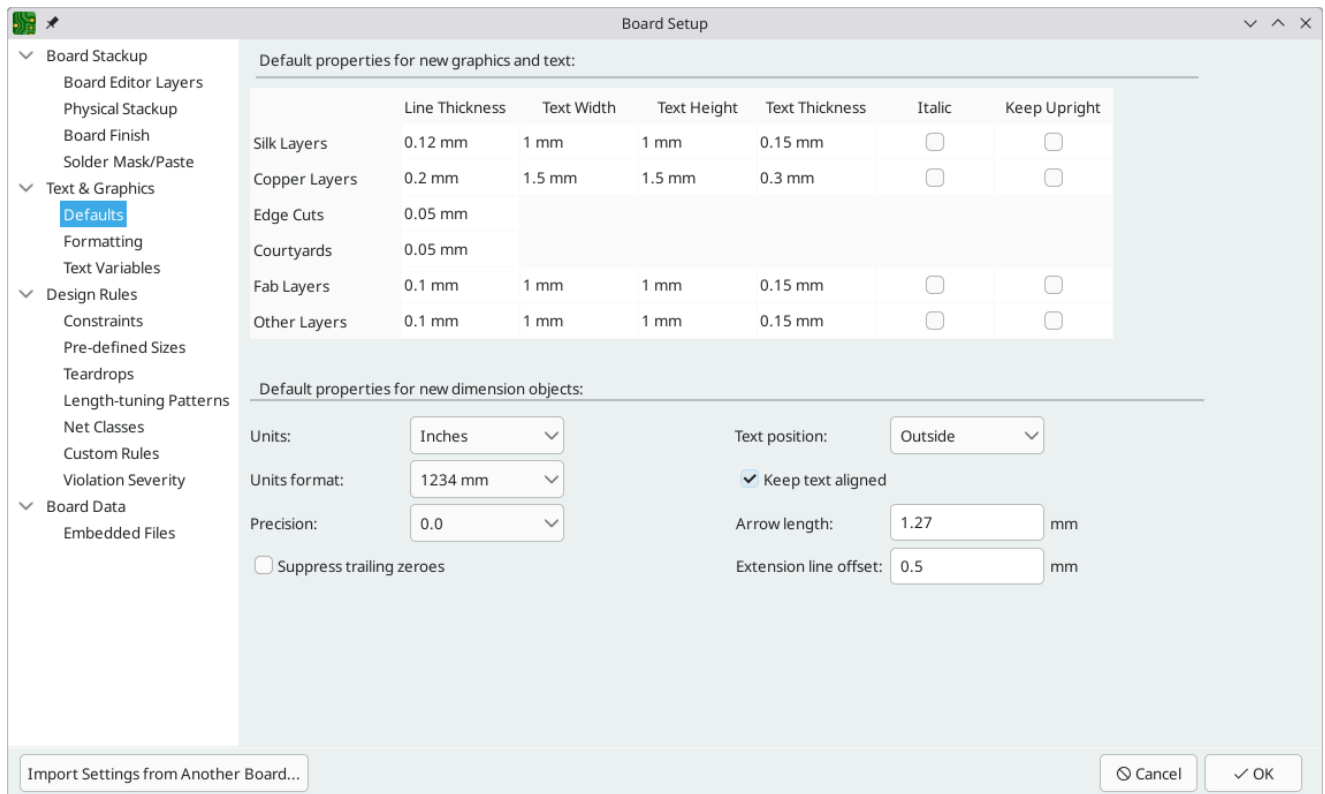 Board Setup
Board Stackup
Board Editor Layers
Physical Stackup
Board Finish
Solder Mask/Paste
Text & Graphics
Defaults
Formatting
Text Variables
Design Rules
Constraints
Pre-defined Sizes
Teardrops
Length-tuning Patterns
Net Classes
Custom Rules
Violation Severity
Board Data
Embedded Files
Default properties for new graphics and text:
Line Thickness Text Width Text Height Text Thickness Italic Keep Upright
Silk Layers 0.12 mm 1 mm 1 mm 0.15 mm
Copper Layers 0.2 mm 1.5 mm 1.5 mm 0.3 mm
Edge Cuts 0.05 mm
Courtyards 0.05 mm
Fab Layers 0.1 mm 1 mm 1 mm 0.15 mm
Other Layers 0.1 mm 1 mm 1 mm 0.15 mm
Default properties for new dimension objects:
Units: Inches Text position: Outside
Units format: 1234 mm Keep text aligned
Precision: 0.0 Arrow length: 1.27 mm
Suppress trailing zeroes Extension line offset: 0.5 mm
Import Settings from Another Board... Cancel OK